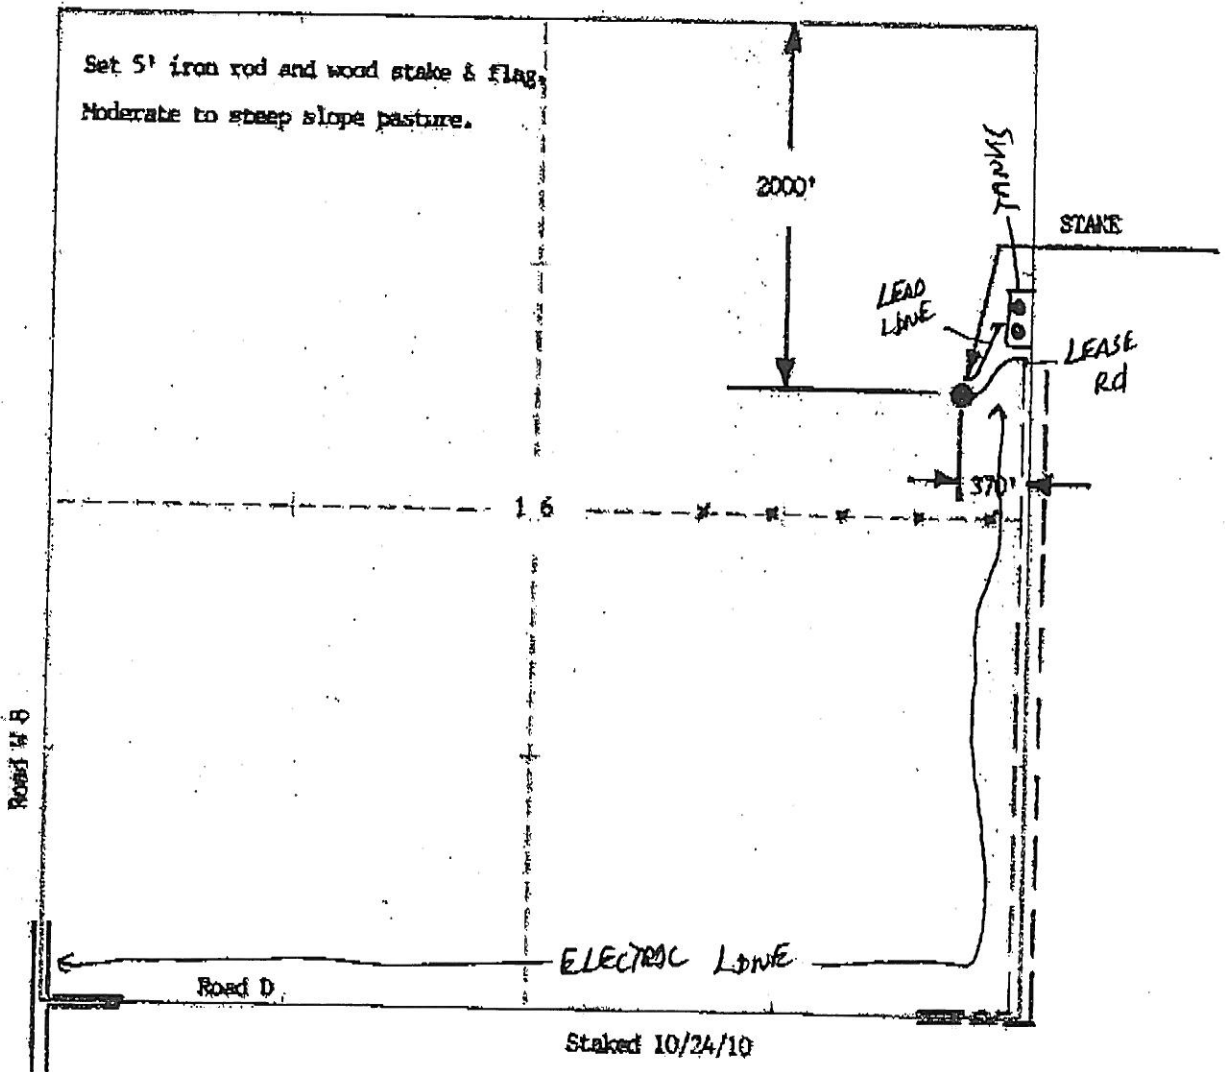 Set 5' iron rod and wood stake & flag.
Moderate to steep slope pasture.
2000'
TANKS
STAKE
LEAD
LINE
LEASE
Rd
370'
16
Road W 8
ELECTRIC LINE
Road D
Staked 10/24/10